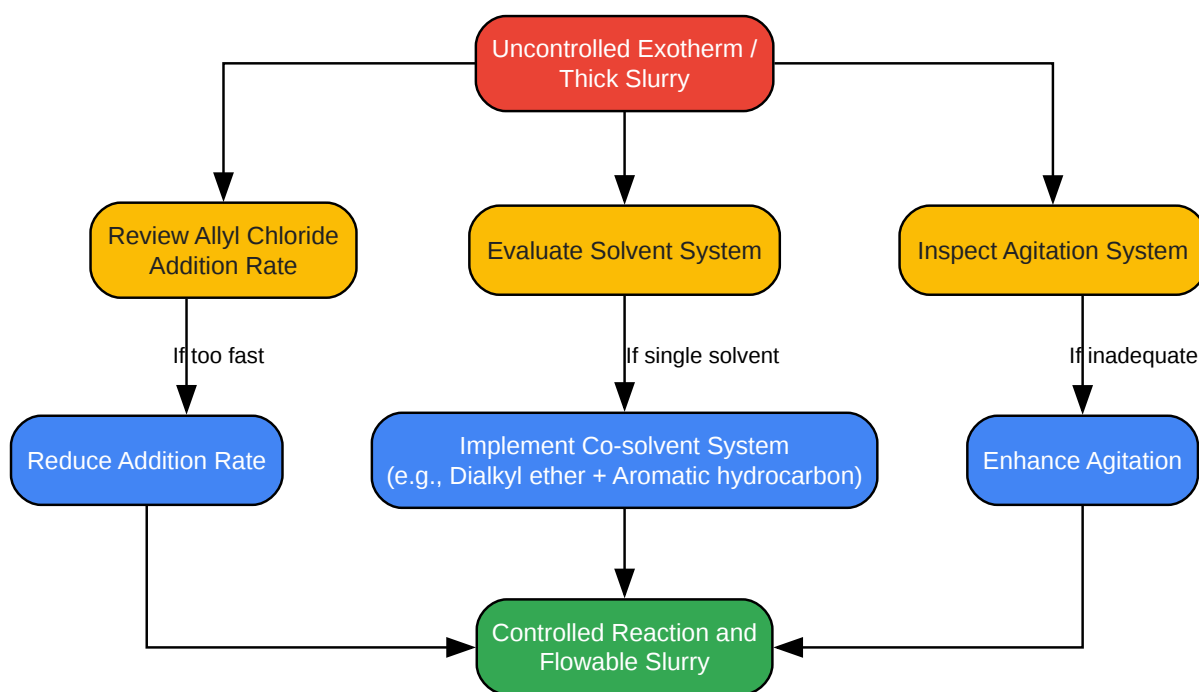 Uncontrolled Exotherm /
Thick Slurry
Review Allyl Chloride
Addition Rate
Evaluate Solvent System
Inspect Agitation System
If too fast
If single solvent
If inadequate
Reduce Addition Rate
Implement Co-solvent System
(e.g., Dialkyl ether + Aromatic hydrocarbon)
Enhance Agitation
Controlled Reaction and
Flowable Slurry